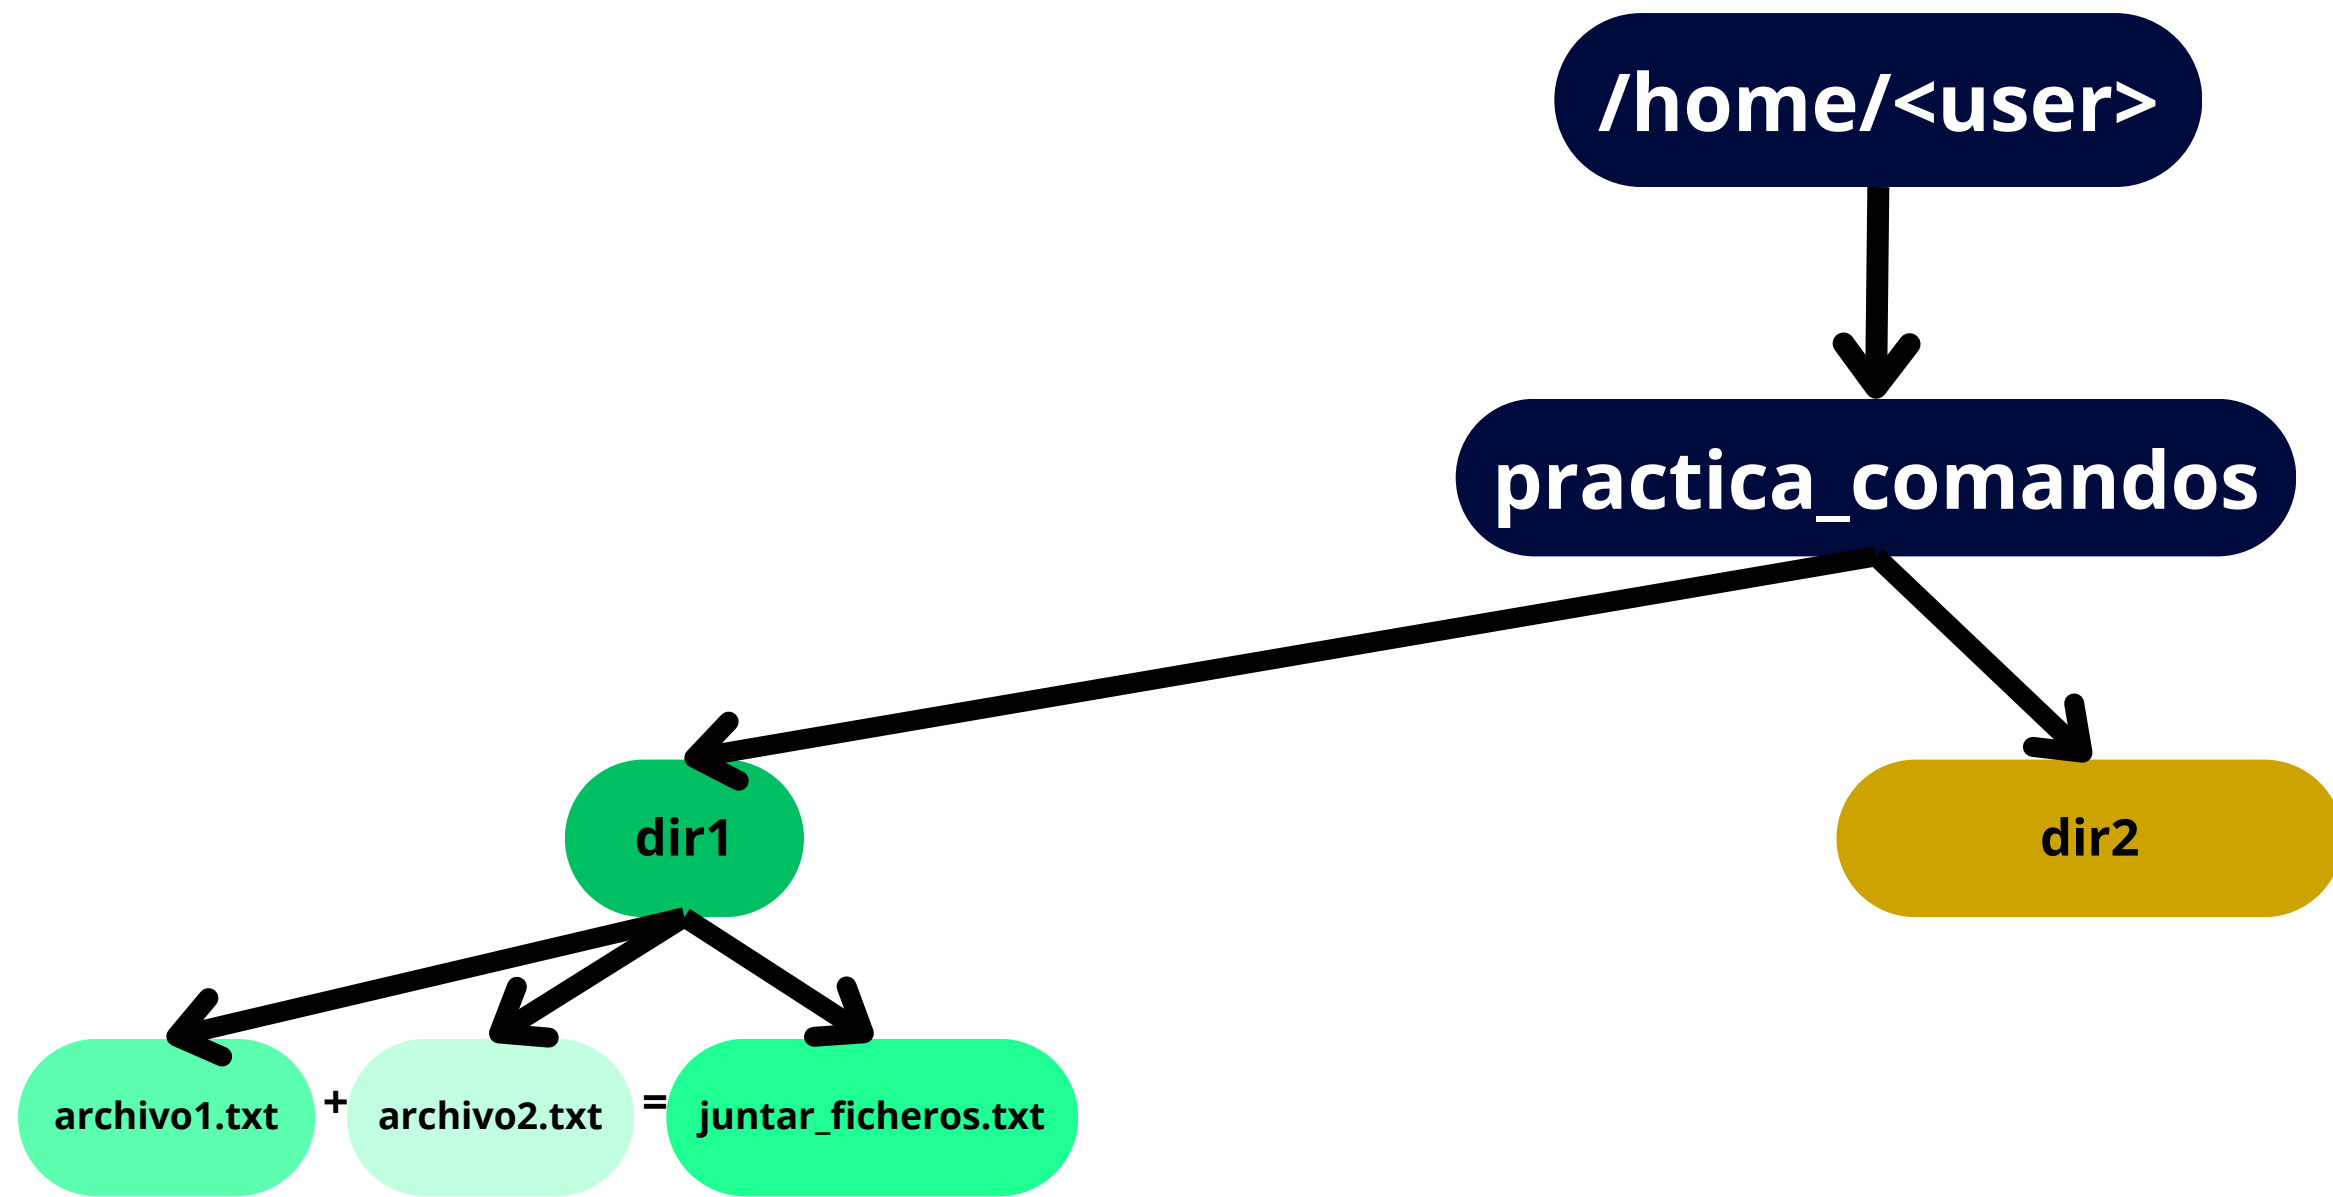 /home/<user>
practica_comandos
dir1
dir2
archivo1.txt + archivo2.txt = juntar_ficheros.txt